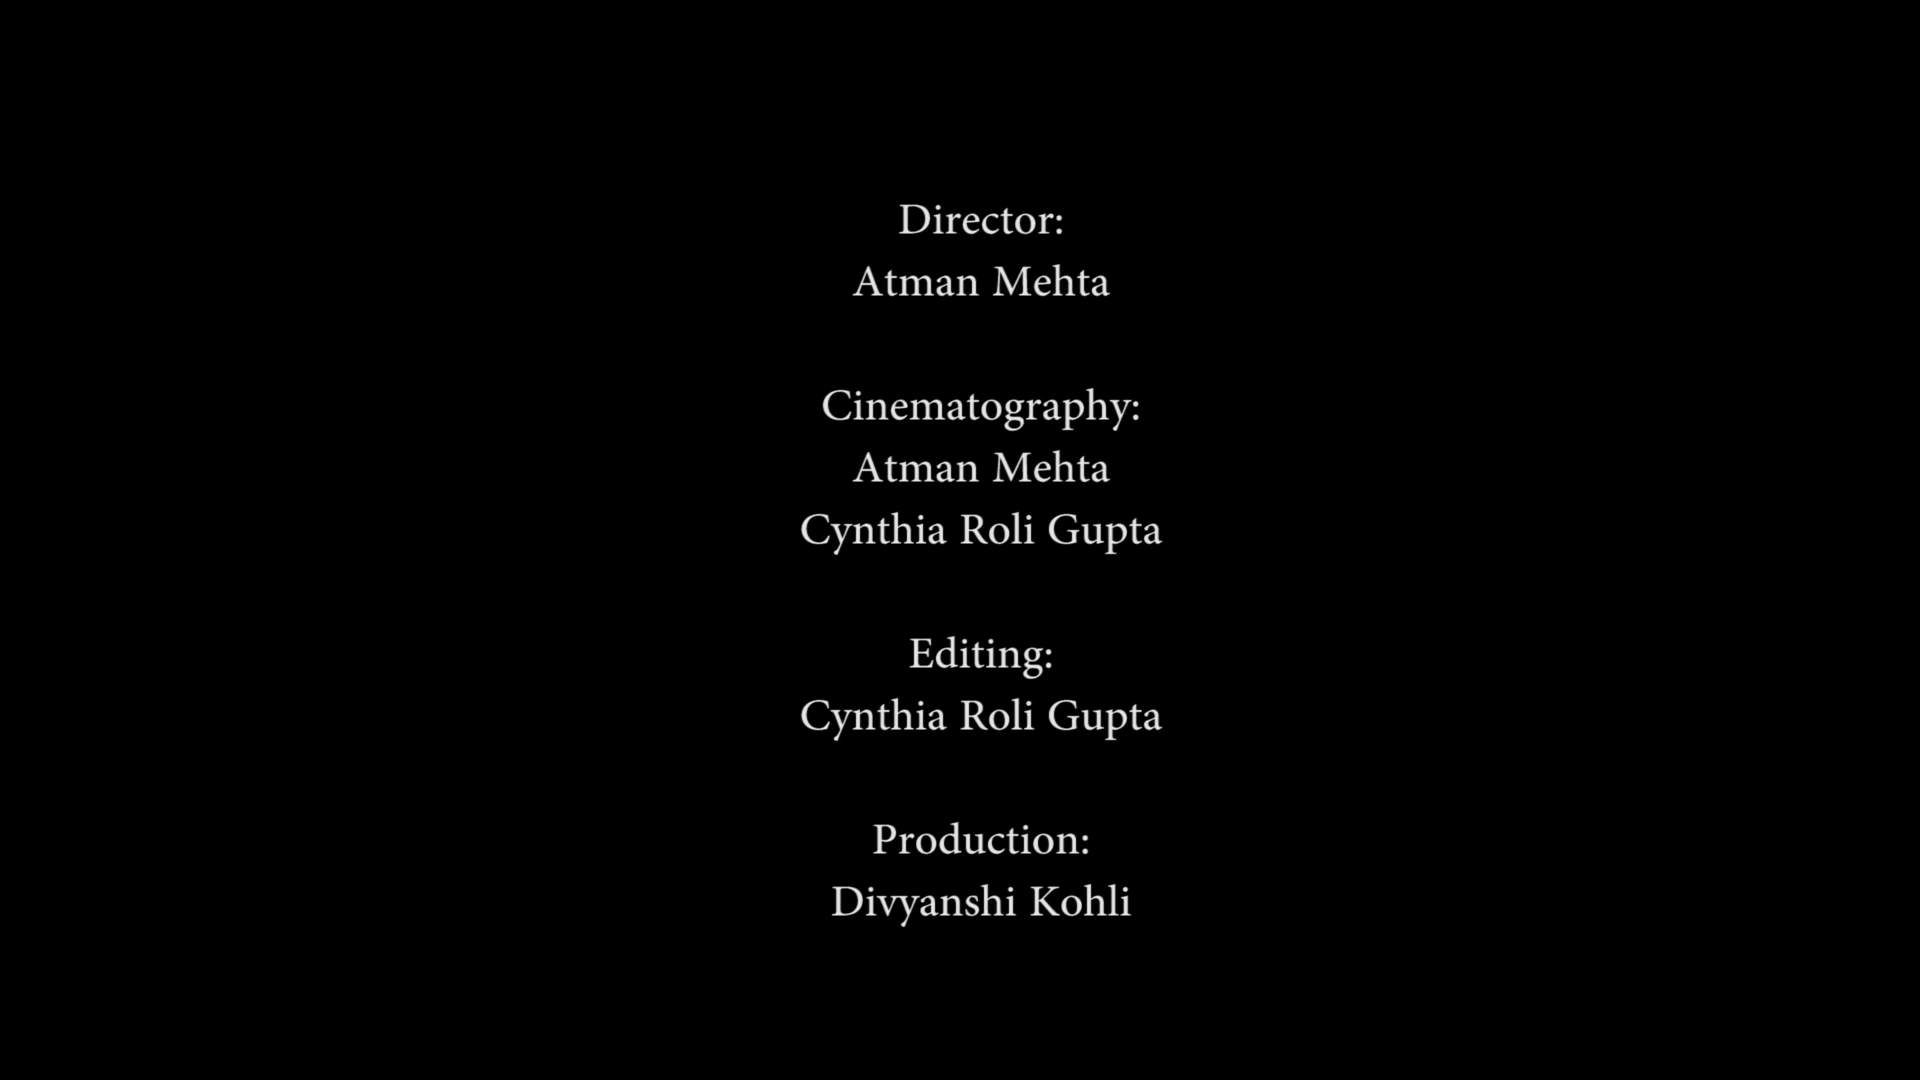 Director:
Atman Mehta
Cinematography:
Atman Mehta
Cynthia Roli Gupta
Editing:
Cynthia Roli Gupta
Production:
Divyanshi Kohli